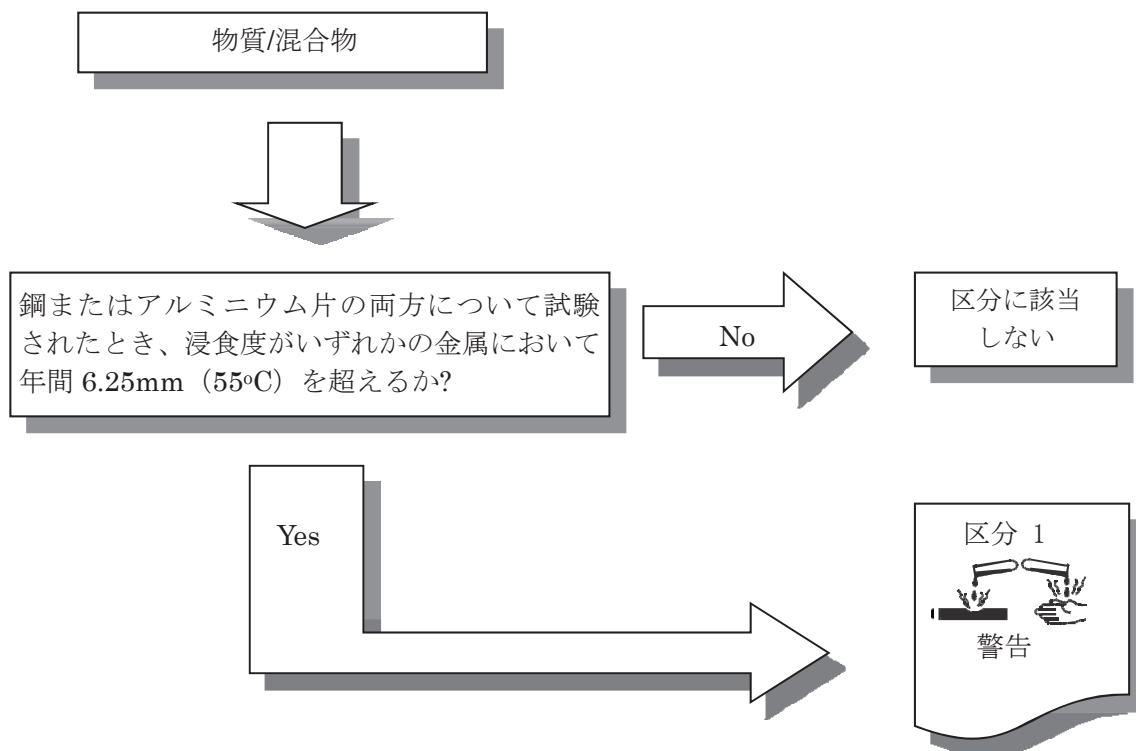 物質/混合物
鋼またはアルミニウム片の両方について試験
されたとき、浸食度がいずれかの金属において
年間 6.25mm（55ºC）を超えるか?
No
区分に該当
しない
Yes
区分 1
警告